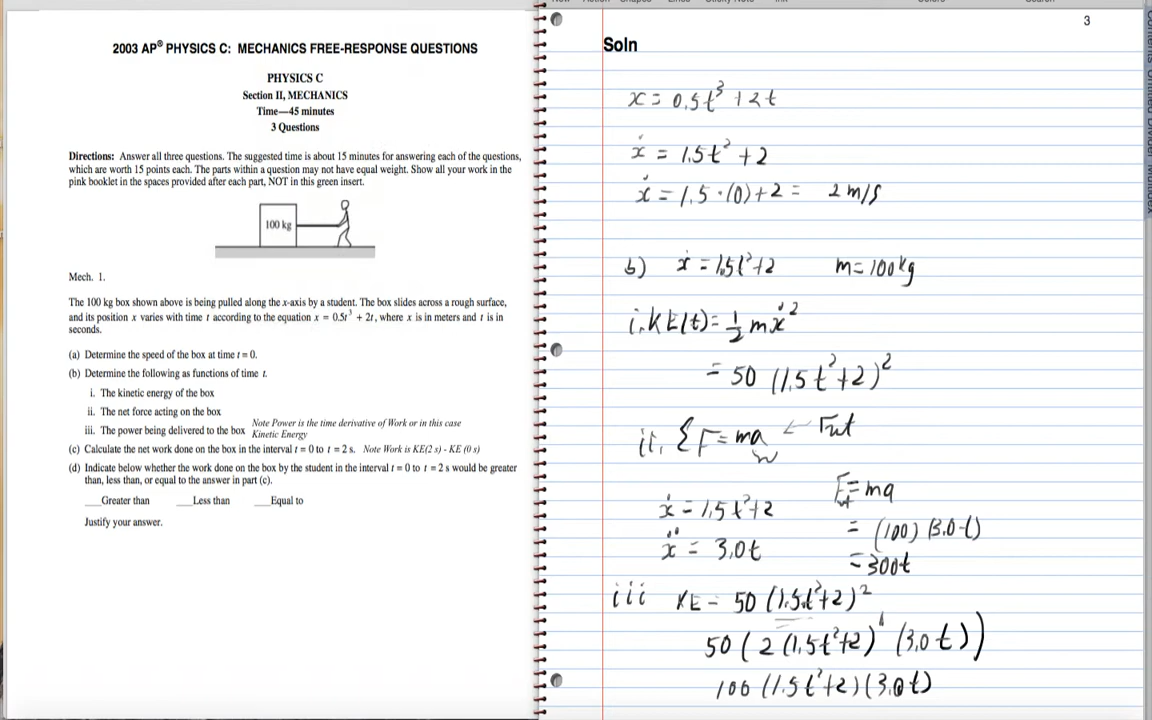 2003 AP® PHYSICS C: MECHANICS FREE-RESPONSE QUESTIONS
PHYSICS C
Section II, MECHANICS
Time—45 minutes
3 Questions
Directions: Answer all three questions. The suggested time is about 15 minutes for answering each of the questions,
which are worth 15 points each. The parts within a question may not have equal weight. Show all your work in the
pink booklet in the spaces provided after each part, NOT in this green insert.
100 kg
Mech. 1.
The 100 kg box shown above is being pulled along the x-axis by a student. The box slides across a rough surface,
and its position x varies with time t according to the equation x = 0.5t³ + 2t, where x is in meters and t is in
seconds.
(a) Determine the speed of the box at time t = 0.
(b) Determine the following as functions of time t.
i. The kinetic energy of the box
ii. The net force acting on the box
iii. The power being delivered to the box
Note Power is the time derivative of Work or in this case
Kinetic Energy
(c) Calculate the net work done on the box in the interval t = 0 to t = 2 s. Note Work is KE(2 s) - KE (0 s)
(d) Indicate below whether the work done on the box by the student in the interval t = 0 to t = 2 s would be greater
than, less than, or equal to the answer in part (c).
___Greater than ___Less than ___Equal to
Justify your answer.
3
Soln
x = 0.5t³ + 2t
ẋ = 1.5t² + 2
ẋ = 1.5 · (0) + 2 = 2 m/s
b) ẋ = 1.5t² + 2 m = 100 kg
i. KE(t) = ½ mẋ²
= 50 (1.5t² + 2)²
ii. ΣF = ma ← Fnet
ẋ = 1.5t² + 2
ẍ = 3.0t
= ma
= (100)(3.0t)
= 300t
iii KE = 50 (1.5t² + 2)²
50 (2 (1.5t² + 2)¹ (3.0t))
100 (1.5t² + 2)(3.0t)